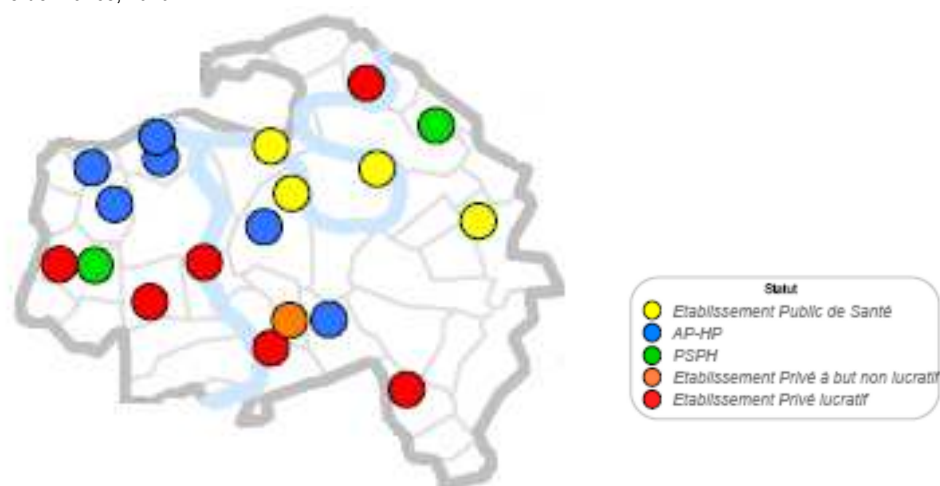 Statut
Etablissement Public de Santé
AP-HP
PSPH
Etablissement Privé à but non lucratif
Etablissement Privé lucratif